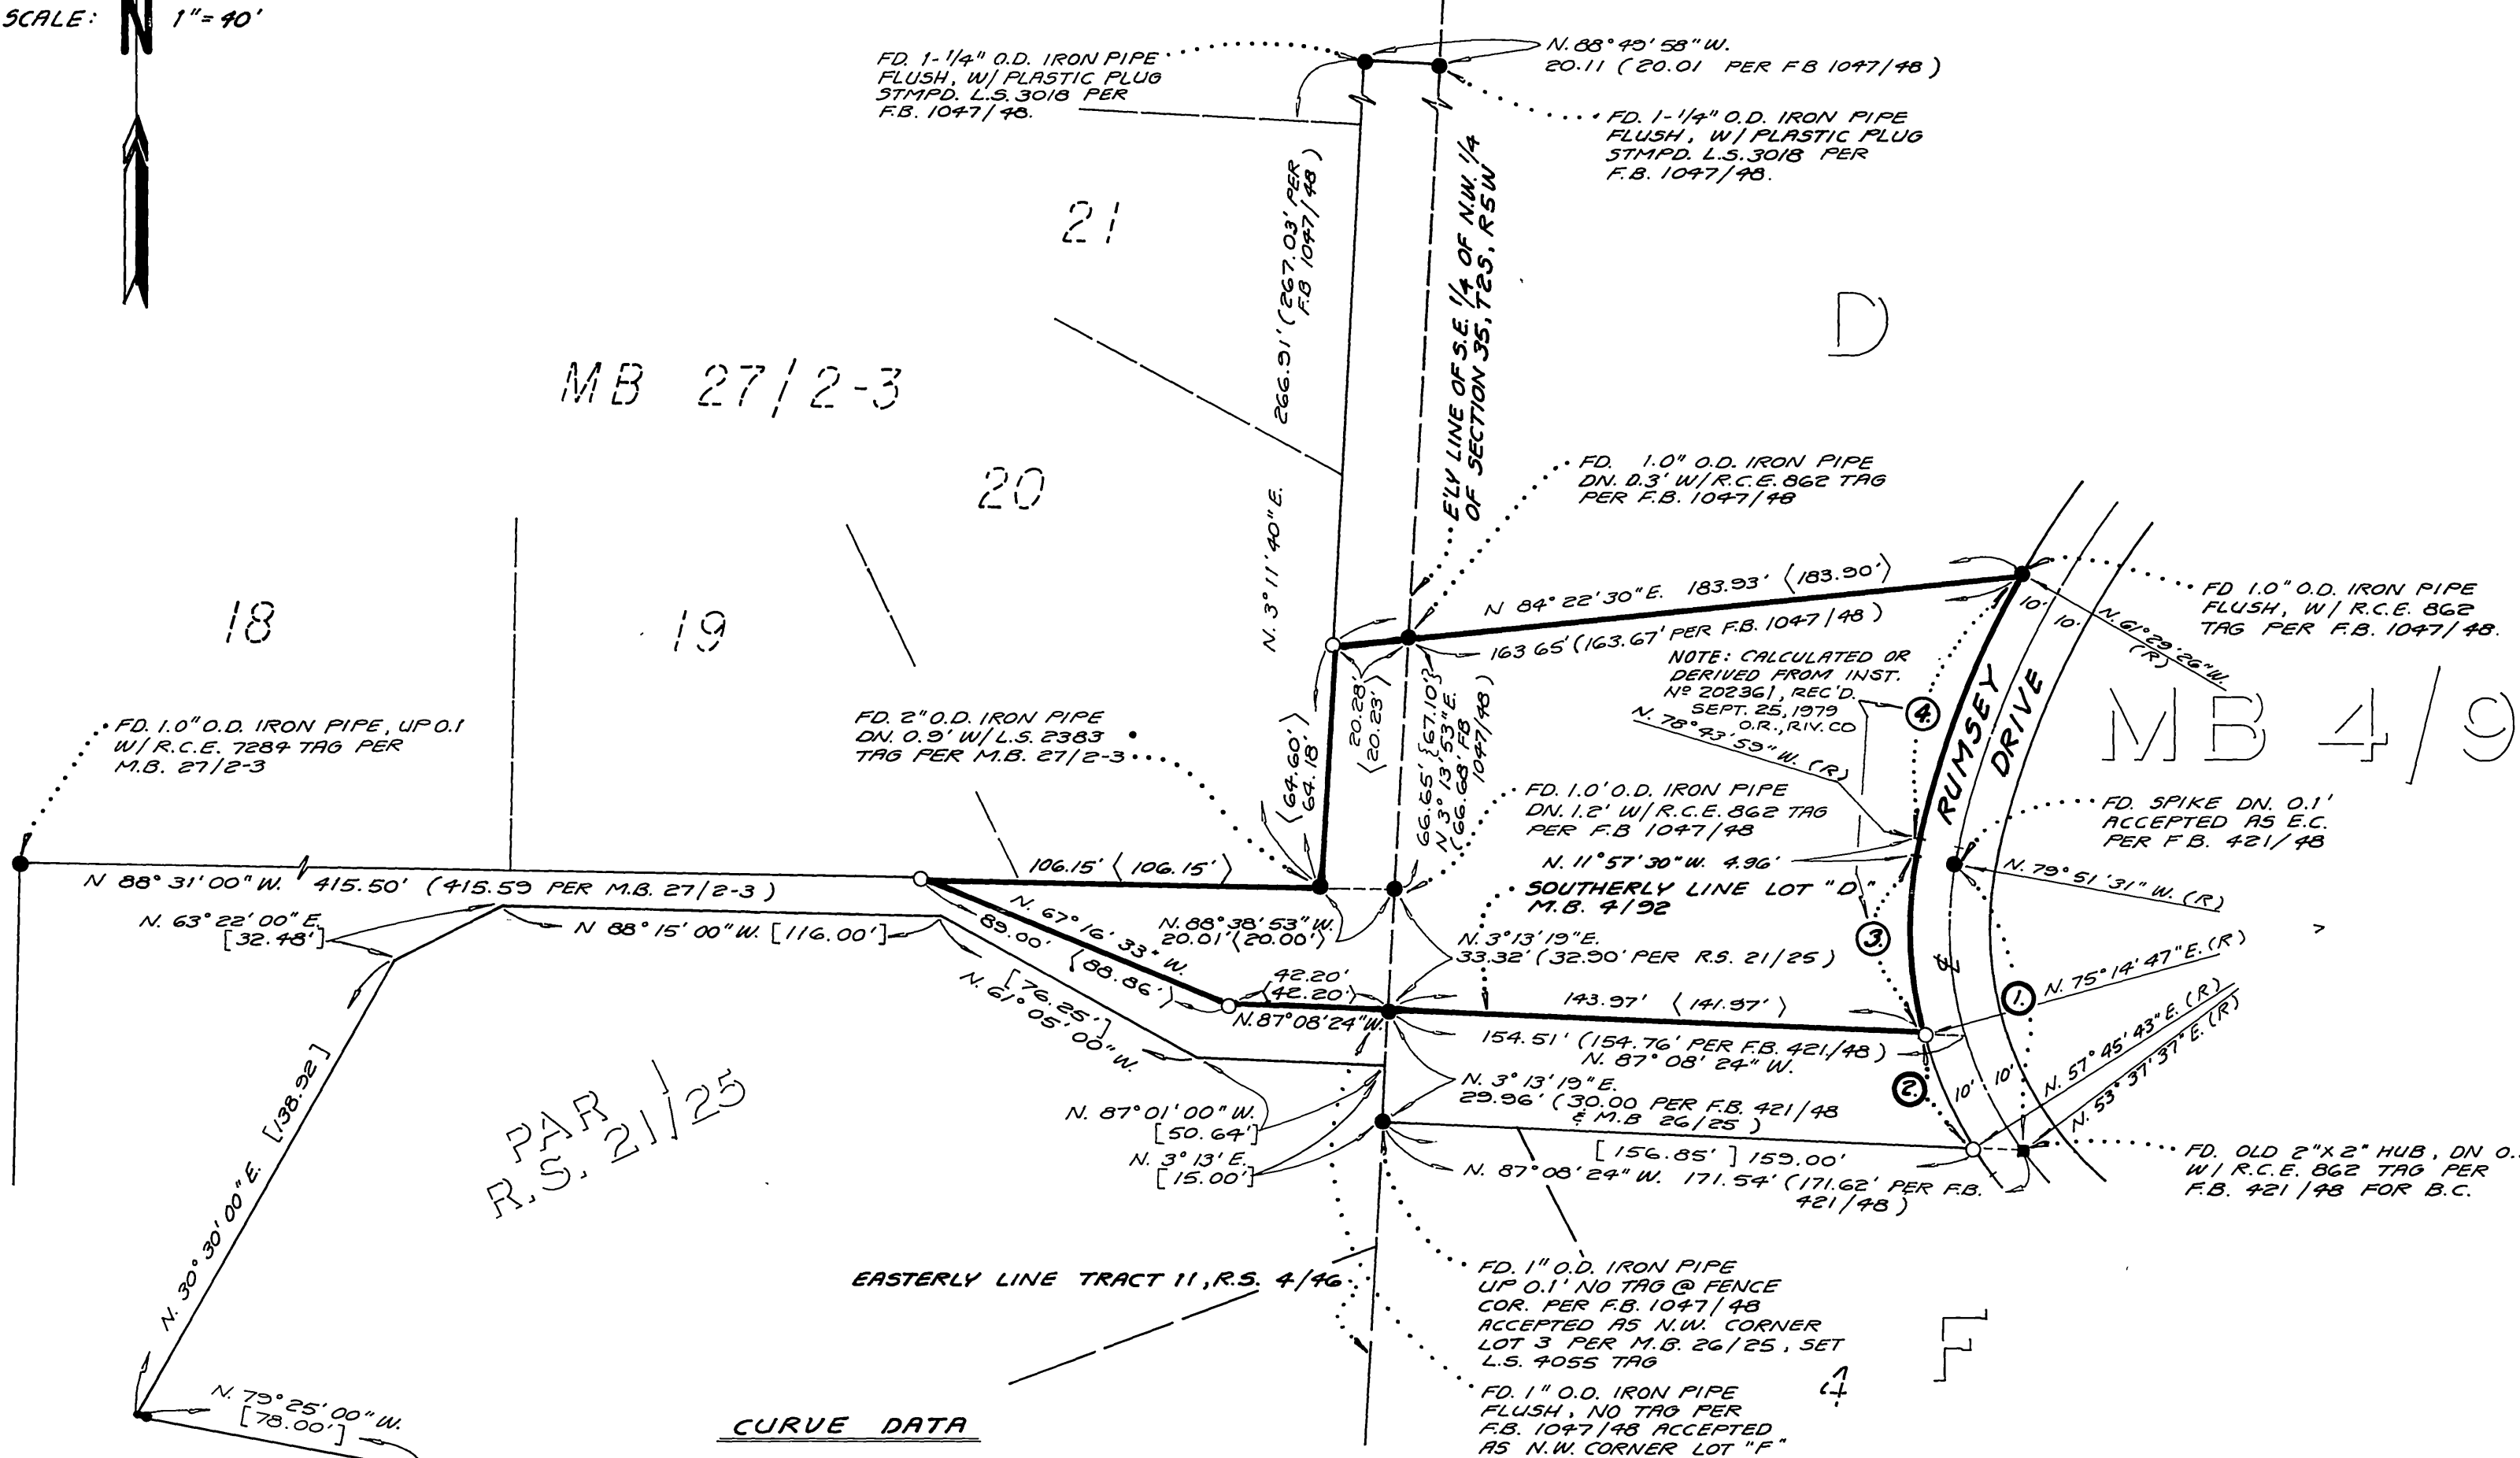 SCALE: N 1"=40'
FD. 1-1/4" O.D. IRON PIPE
FLUSH, W/ PLASTIC PLUG
STMPD. L.S. 3018 PER
F.B. 1047/48.
N. 88° 49' 58" W.
20.11 (20.01 PER FB 1047/48)
FD. 1-1/4" O.D. IRON PIPE
FLUSH, W/ PLASTIC PLUG
STMPD. L.S. 3018 PER
F.B. 1047/48.
21
266.91' (267.03' PER
F.B 1047/48)
E'LY LINE OF S.E. 1/4 OF N.W. 1/4
OF SECTION 35, T2S, R5W
D
MB 27/2-3
20
N. 3° 11' 40" E.
FD. 1.0" O.D. IRON PIPE
DN. 0.3' W/ R.C.E. 862 TAG
PER F.B. 1047/48
18
19
N 84° 22' 30" E. 183.93' ⟨183.90'⟩
163 65' (163.67' PER F.B. 1047/48)
FD 1.0" O.D. IRON PIPE
FLUSH, W/ R.C.E. 862
TAG PER F.B. 1047/48.
10'
10'
N. 61° 29' 26" W.
(R)
NOTE: CALCULATED OR
DERIVED FROM INST.
Nº 202361, REC'D.
SEPT. 25, 1979
O.R., RIV. CO
N. 78° 43' 59" W. (R)
4.
RUMSEY
DRIVE
MB 4/9
FD. 1.0" O.D. IRON PIPE, UP 0.1
W/ R.C.E. 7284 TAG PER
M.B. 27/2-3
FD. 2" O.D. IRON PIPE
DN. 0.9' W/ L.S. 2383
TAG PER M.B. 27/2-3
⟨64.60'⟩
64.18'
20.28'
⟨20.23'⟩
66.65' {67.10'}
N 3° 13' 53" E.
(66.68' FB
1047/48)
FD. 1.0' O.D. IRON PIPE
DN. 1.2' W/ R.C.E. 862 TAG
PER F.B 1047/48
FD. SPIKE DN. 0.1'
ACCEPTED AS E.C.
PER F B. 421/48
N. 11° 57' 30" W. 4.96'
N. 79° 51' 31" W. (R)
106.15' ⟨106.15'⟩
N 88° 31' 00" W. 415.50' (415.59 PER M.B. 27/2-3)
SOUTHERLY LINE LOT "D"
M.B. 4/92
N. 63° 22' 00" E.
[32.48']
N 88° 15' 00" W. [116.00']
N. 67° 16' 33" W.
89.00'
⟨88.86'⟩
N. 88° 38' 53" W.
20.01' ⟨20.00'⟩
N. 3° 13' 19" E.
33.32' (32.90' PER R.S. 21/25)
3.
N. 75° 14' 47" E. (R)
1.
[76.25']
N. 61° 05' 00" W.
42.20'
⟨42.20'⟩
N. 87° 08' 24" W.
143.97' ⟨141.97'⟩
154.51' (154.76' PER F.B. 421/48)
N. 87° 08' 24" W.
N. 57° 45' 43" E. (R)
N. 53° 37' 37" E. (R)
[138.92]
N. 30° 30' 00" E.
PAR 1
R.S. 21/25
N. 3° 13' 19" E.
29.96' (30.00 PER F.B. 421/48
& M.B 26/25)
2.
10'
10'
N. 87° 01' 00" W.
[50.64']
N. 3° 13' E.
[15.00']
[156.85'] 159.00'
N. 87° 08' 24" W. 171.54' (171.62' PER F.B.
421/48)
FD. OLD 2" X 2" HUB, DN 0.
W/ R.C.E. 862 TAG PER
F.B. 421/48 FOR B.C.
EASTERLY LINE TRACT 11, R.S. 4/46
FD. 1" O.D. IRON PIPE
UP 0.1' NO TAG @ FENCE
COR. PER F.B. 1047/48
ACCEPTED AS N.W. CORNER
LOT 3 PER M.B. 26/25, SET
L.S. 4055 TAG
F
4
FD. 1" O.D. IRON PIPE
FLUSH, NO TAG PER
F.B. 1047/48 ACCEPTED
AS N.W. CORNER LOT "F"
N. 79° 25' 00" W.
[78.00']
CURVE DATA